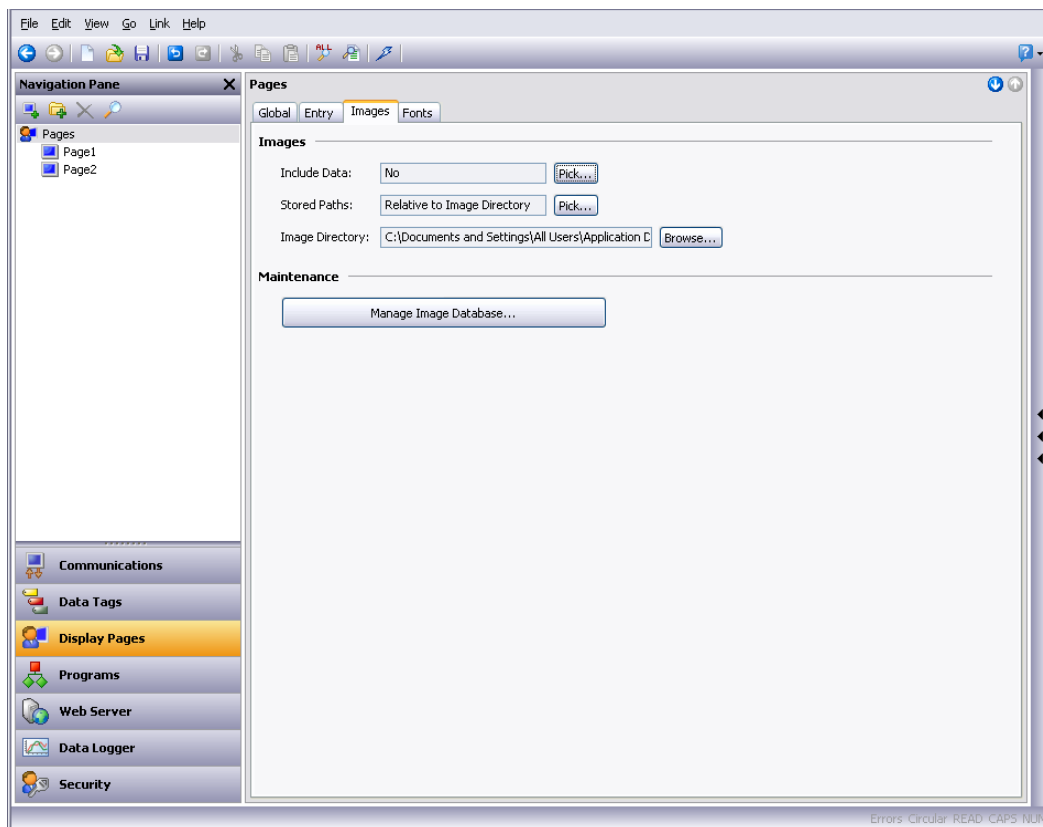 File Edit View Go Link Help
ALL
Navigation Pane
Pages
Page1
Page2
Communications
Data Tags
Display Pages
Programs
Web Server
Data Logger
Security
Pages
Global Entry Images Fonts
Images
Include Data: No Pick...
Stored Paths: Relative to Image Directory Pick...
Image Directory: C:\Documents and Settings\All Users\Application D Browse...
Maintenance
Manage Image Database...
Errors Circular READ CAPS NUM